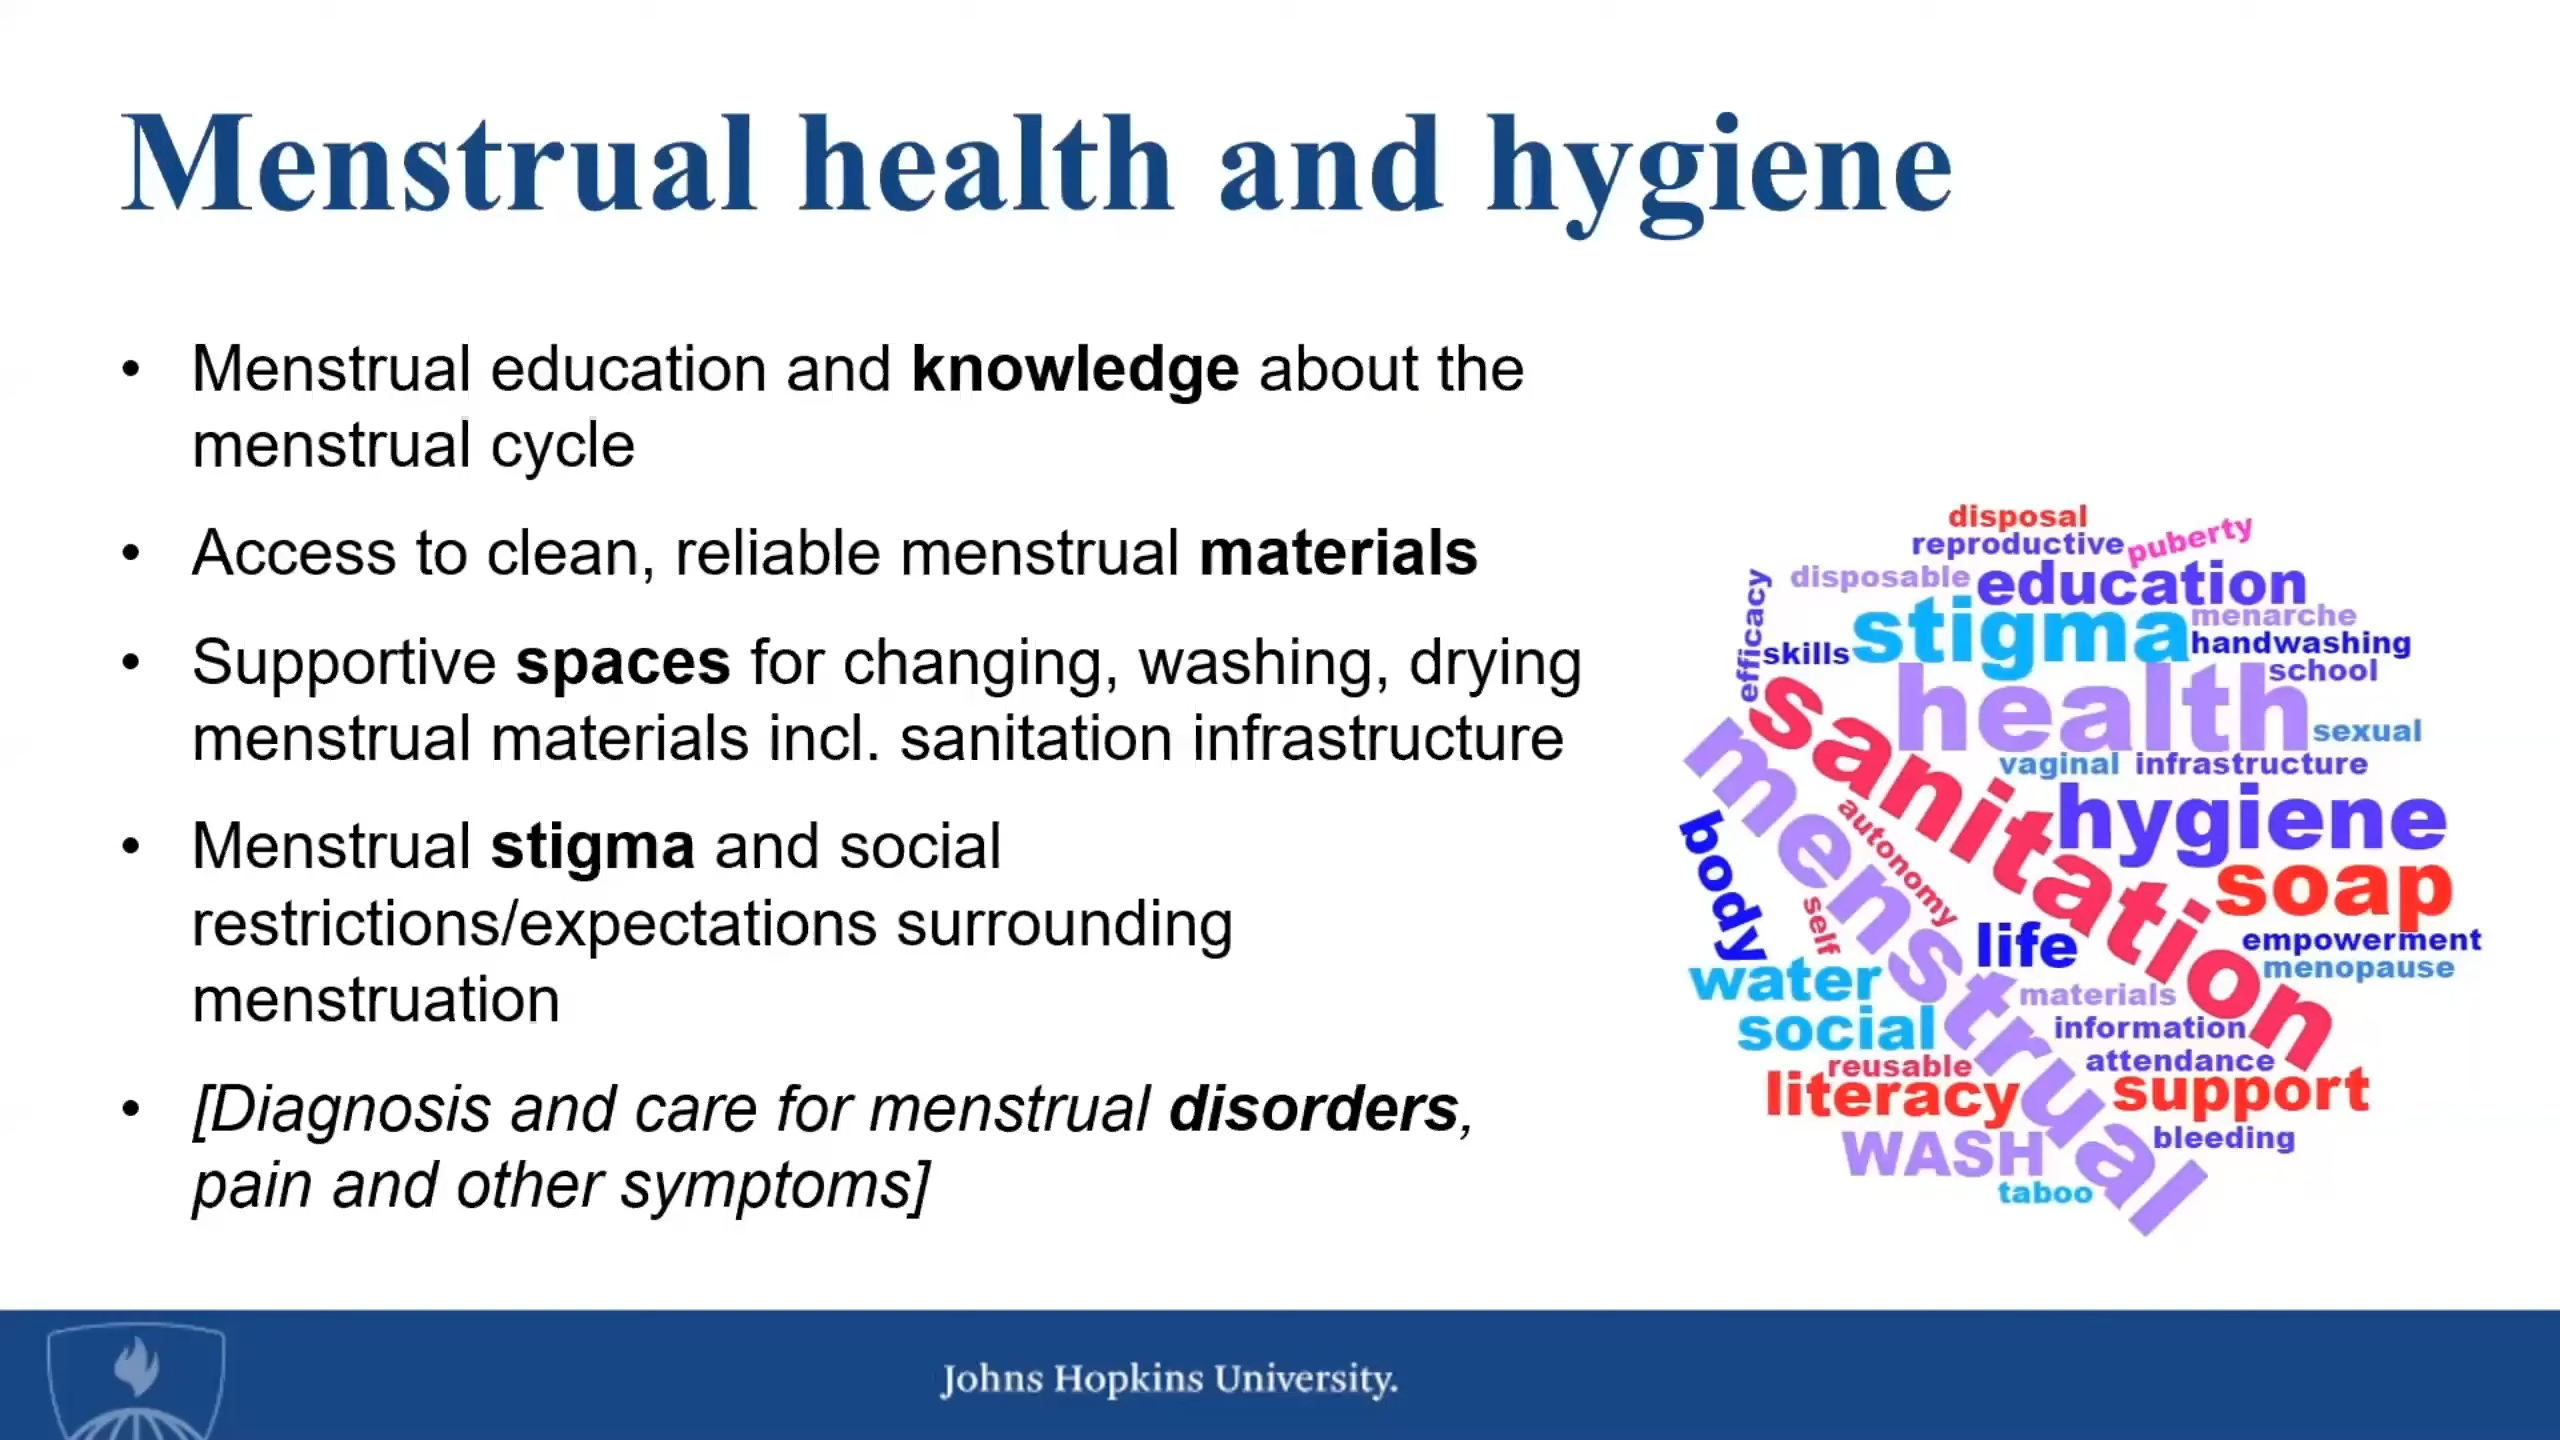 Menstrual health and hygiene
• Menstrual education and knowledge about the
menstrual cycle
• Access to clean, reliable menstrual materials
• Supportive spaces for changing, washing, drying
menstrual materials incl. sanitation infrastructure
• Menstrual stigma and social
restrictions/expectations surrounding
menstruation
• [Diagnosis and care for menstrual disorders,
pain and other symptoms]
disposal
reproductive puberty
disposable education
efficacy
stigma menarche
skills handwashing
school
health
sexual
sanitation
menstrual
vaginal infrastructure
hygiene
autonomy
body
soap
self
life
empowerment
water
menopause
materials
social
information
reusable
attendance
literacy
support
WASH
bleeding
taboo
Johns Hopkins University.